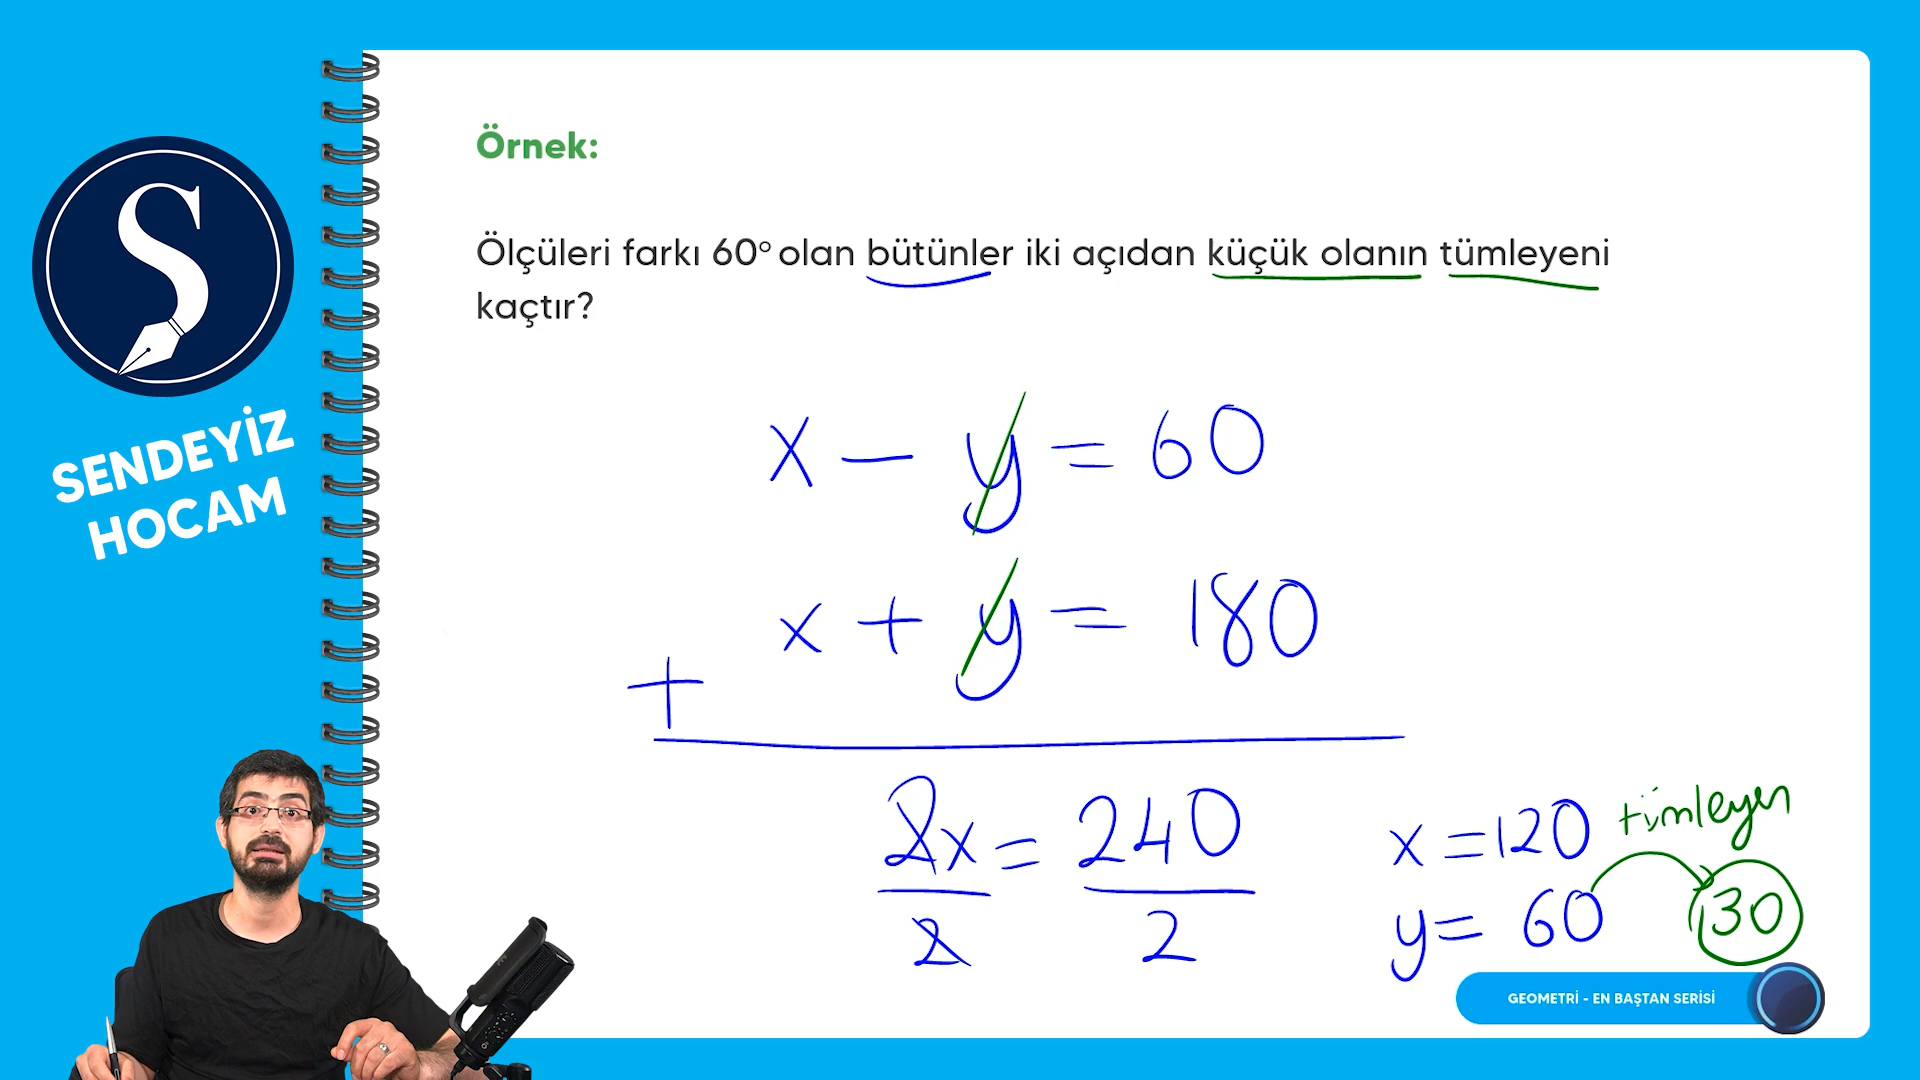 SENDEYİZ
HOCAM
Örnek:
Ölçüleri farkı 60° olan bütünler iki açıdan küçük olanın tümleyeni
kaçtır?
x - y = 60
x + y = 180
+
2x = 240
2 2
x = 120
tümleyen
y = 60
30
GEOMETRİ - EN BAŞTAN SERİSİ